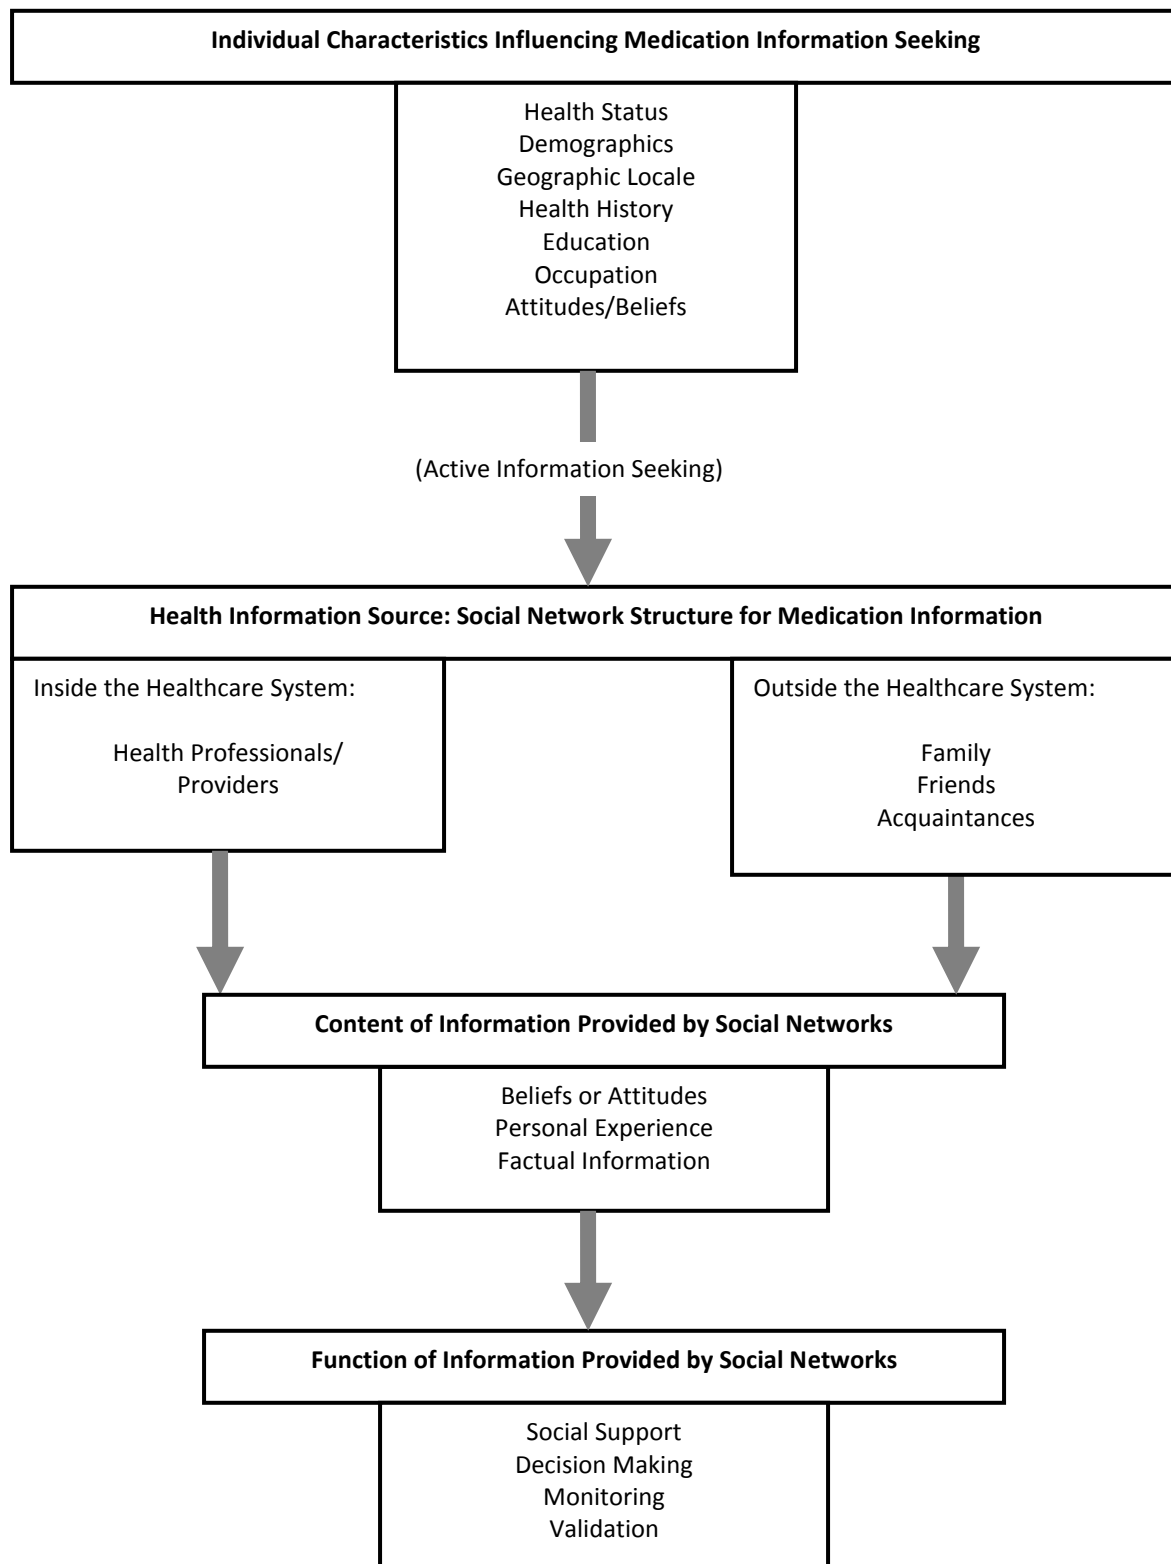 Individual Characteristics Influencing Medication Information Seeking
Health Status
Demographics
Geographic Locale
Health History
Education
Occupation
Attitudes/Beliefs
(Active Information Seeking)
Health Information Source: Social Network Structure for Medication Information
Inside the Healthcare System:
Health Professionals/
Providers
Outside the Healthcare System:
Family
Friends
Acquaintances
Content of Information Provided by Social Networks
Beliefs or Attitudes
Personal Experience
Factual Information
Function of Information Provided by Social Networks
Social Support
Decision Making
Monitoring
Validation